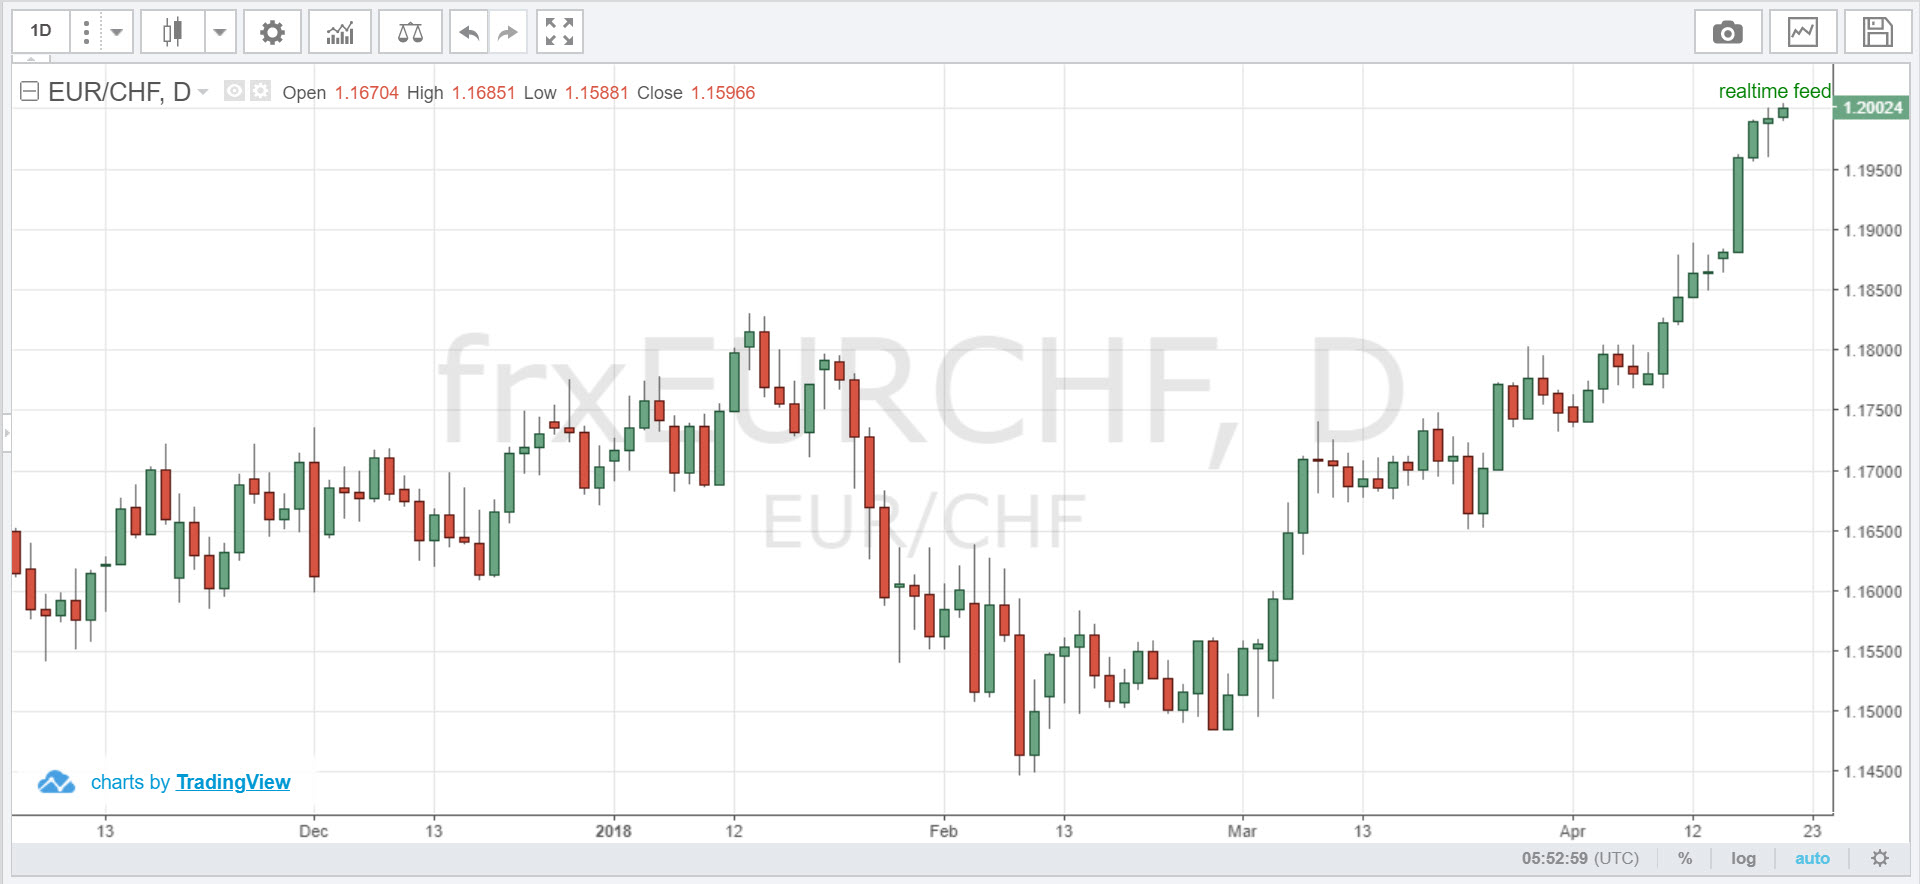 1D
EUR/CHF, D Open 1.16704 High 1.16851 Low 1.15881 Close 1.15966
realtime feed
1.20024
1.19500
1.19000
1.18500
1.18000
1.17500
1.17000
1.16500
1.16000
1.15500
1.15000
1.14500
frxEURCHF, D
EUR/CHF
charts by TradingView
13 Dec 13 2018 12 Feb 13 Mar 13 Apr 12 23
05:52:59 (UTC) % log auto